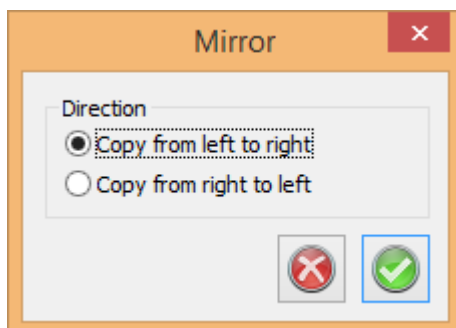 Mirror
Direction
Copy from left to right
Copy from right to left